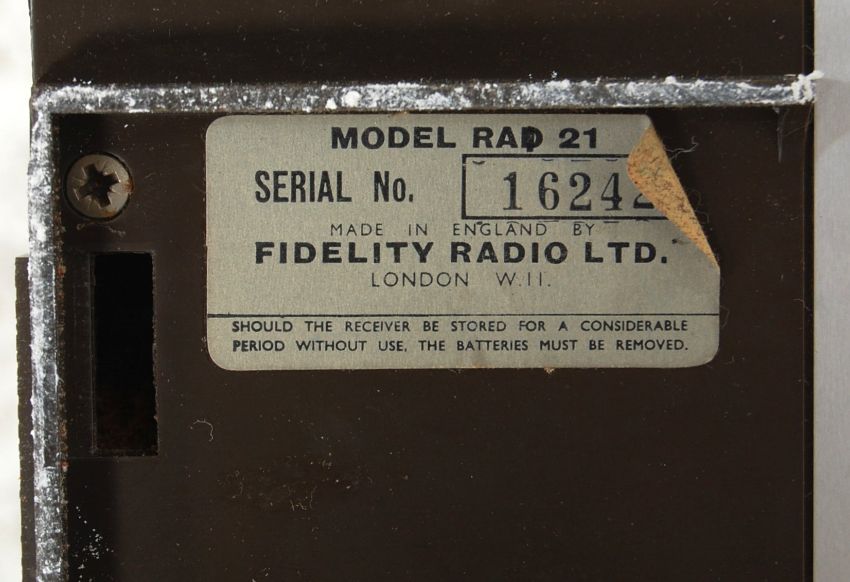 MODEL RAD 21
SERIAL No. 16242
MADE IN ENGLAND BY
FIDELITY RADIO LTD.
LONDON W.11.
SHOULD THE RECEIVER BE STORED FOR A CONSIDERABLE
PERIOD WITHOUT USE, THE BATTERIES MUST BE REMOVED.